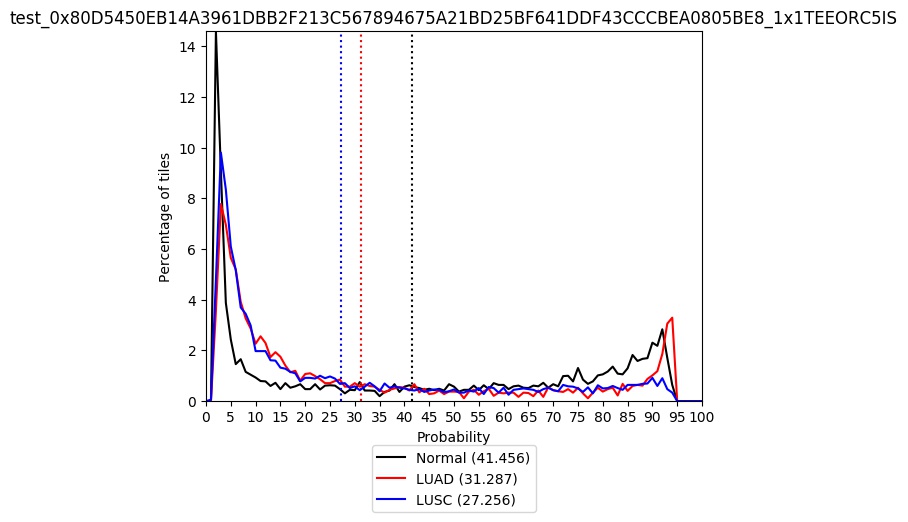 test_0x80D5450EB14A3961DBB2F213C567894675A21BD25BF641DDF43CCCBEA0805BE8_1x1TEEORC5IS
Percentage of tiles
14
12
10
8
6
4
2
0
0 5 10 15 20 25 30 35 40 45 50 55 60 65 70 75 80 85 90 95 100
Probability
Normal (41.456)
LUAD (31.287)
LUSC (27.256)